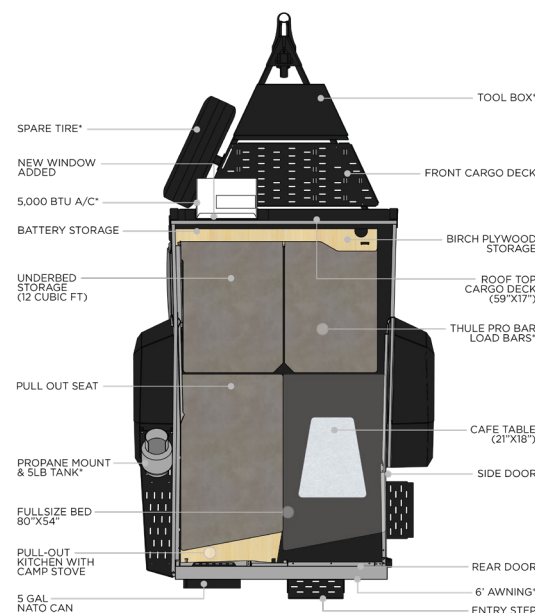 SPARE TIRE*
NEW WINDOW
ADDED
5,000 BTU A/C*
BATTERY STORAGE
UNDERBED
STORAGE
(12 CUBIC FT)
PULL OUT SEAT
PROPANE MOUNT
& 5LB TANK*
FULLSIZE BED
80"X54"
PULL-OUT
KITCHEN WITH
CAMP STOVE
5 GAL
NATO CAN
TOOL BOX*
FRONT CARGO DECK
BIRCH PLYWOOD
STORAGE
ROOF TOP
CARGO DECK
(59"X17")
THULE PRO BAR
LOAD BARS*
CAFE TABLE
(21"X18")
SIDE DOOR
REAR DOOR
6' AWNING*
ENTRY STEP